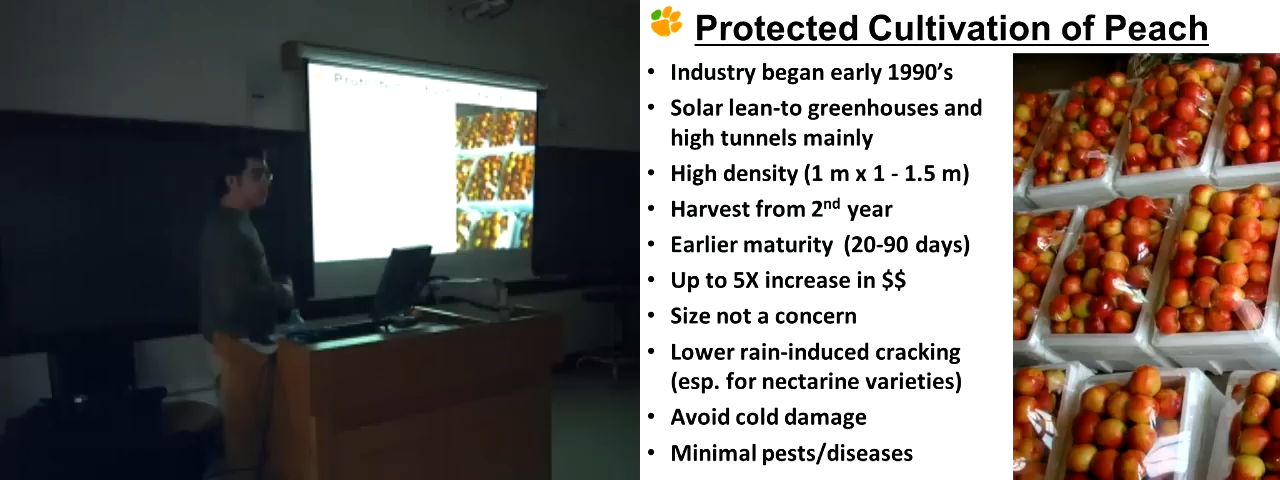 Protected Cultivation of Peach
• Industry began early 1990's
• Solar lean-to greenhouses and
high tunnels mainly
• High density (1 m x 1 - 1.5 m)
• Harvest from 2nd year
• Earlier maturity (20-90 days)
• Up to 5X increase in $$
• Size not a concern
• Lower rain-induced cracking
(esp. for nectarine varieties)
• Avoid cold damage
• Minimal pests/diseases